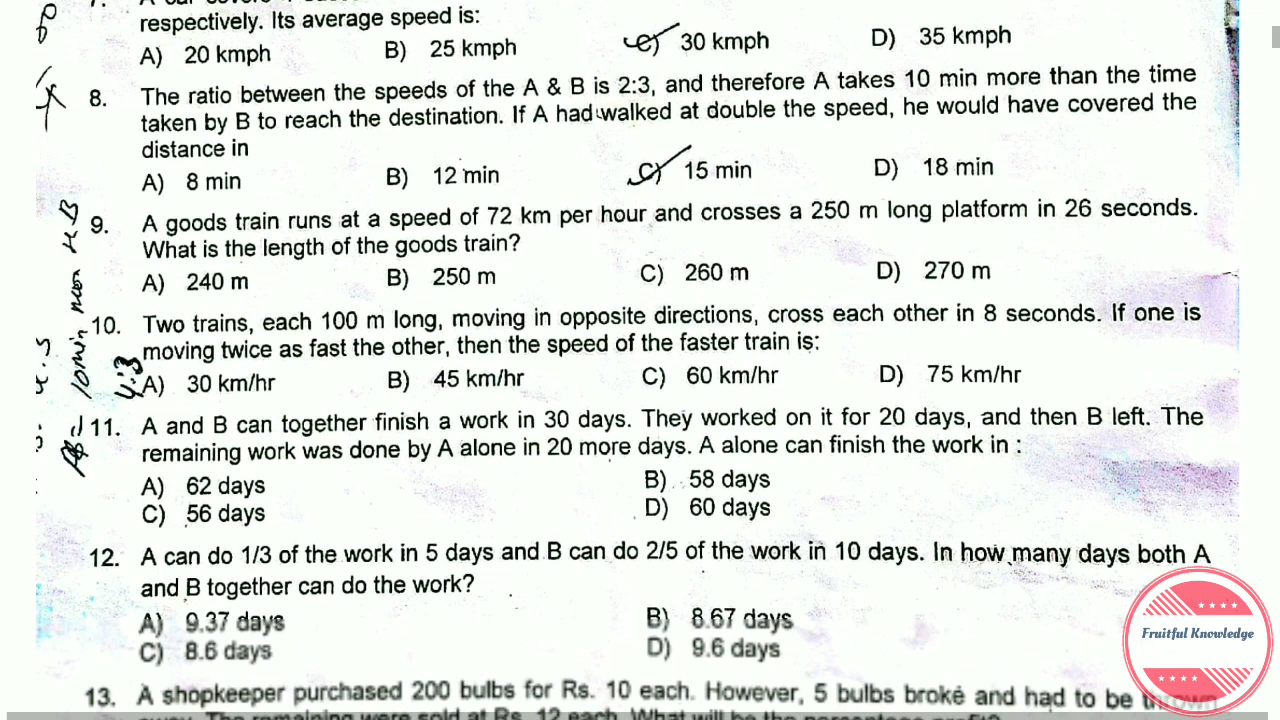 respectively. Its average speed is:
A) 20 kmph B) 25 kmph C) 30 kmph D) 35 kmph
8. The ratio between the speeds of the A & B is 2:3, and therefore A takes 10 min more than the time
taken by B to reach the destination. If A had walked at double the speed, he would have covered the
distance in
A) 8 min B) 12 min C) 15 min D) 18 min
9. A goods train runs at a speed of 72 km per hour and crosses a 250 m long platform in 26 seconds.
What is the length of the goods train?
A) 240 m B) 250 m C) 260 m D) 270 m
10. Two trains, each 100 m long, moving in opposite directions, cross each other in 8 seconds. If one is
moving twice as fast the other, then the speed of the faster train is:
4:3
A) 30 km/hr B) 45 km/hr C) 60 km/hr D) 75 km/hr
11. A and B can together finish a work in 30 days. They worked on it for 20 days, and then B left. The
remaining work was done by A alone in 20 more days. A alone can finish the work in :
A) 62 days B) 58 days
C) 56 days D) 60 days
12. A can do 1/3 of the work in 5 days and B can do 2/5 of the work in 10 days. In how many days both A
and B together can do the work?
A) 9.37 days B) 8.67 days
C) 8.6 days D) 9.6 days
Fruitful Knowledge
13. A shopkeeper purchased 200 bulbs for Rs. 10 each. However, 5 bulbs broke and had to be thrown